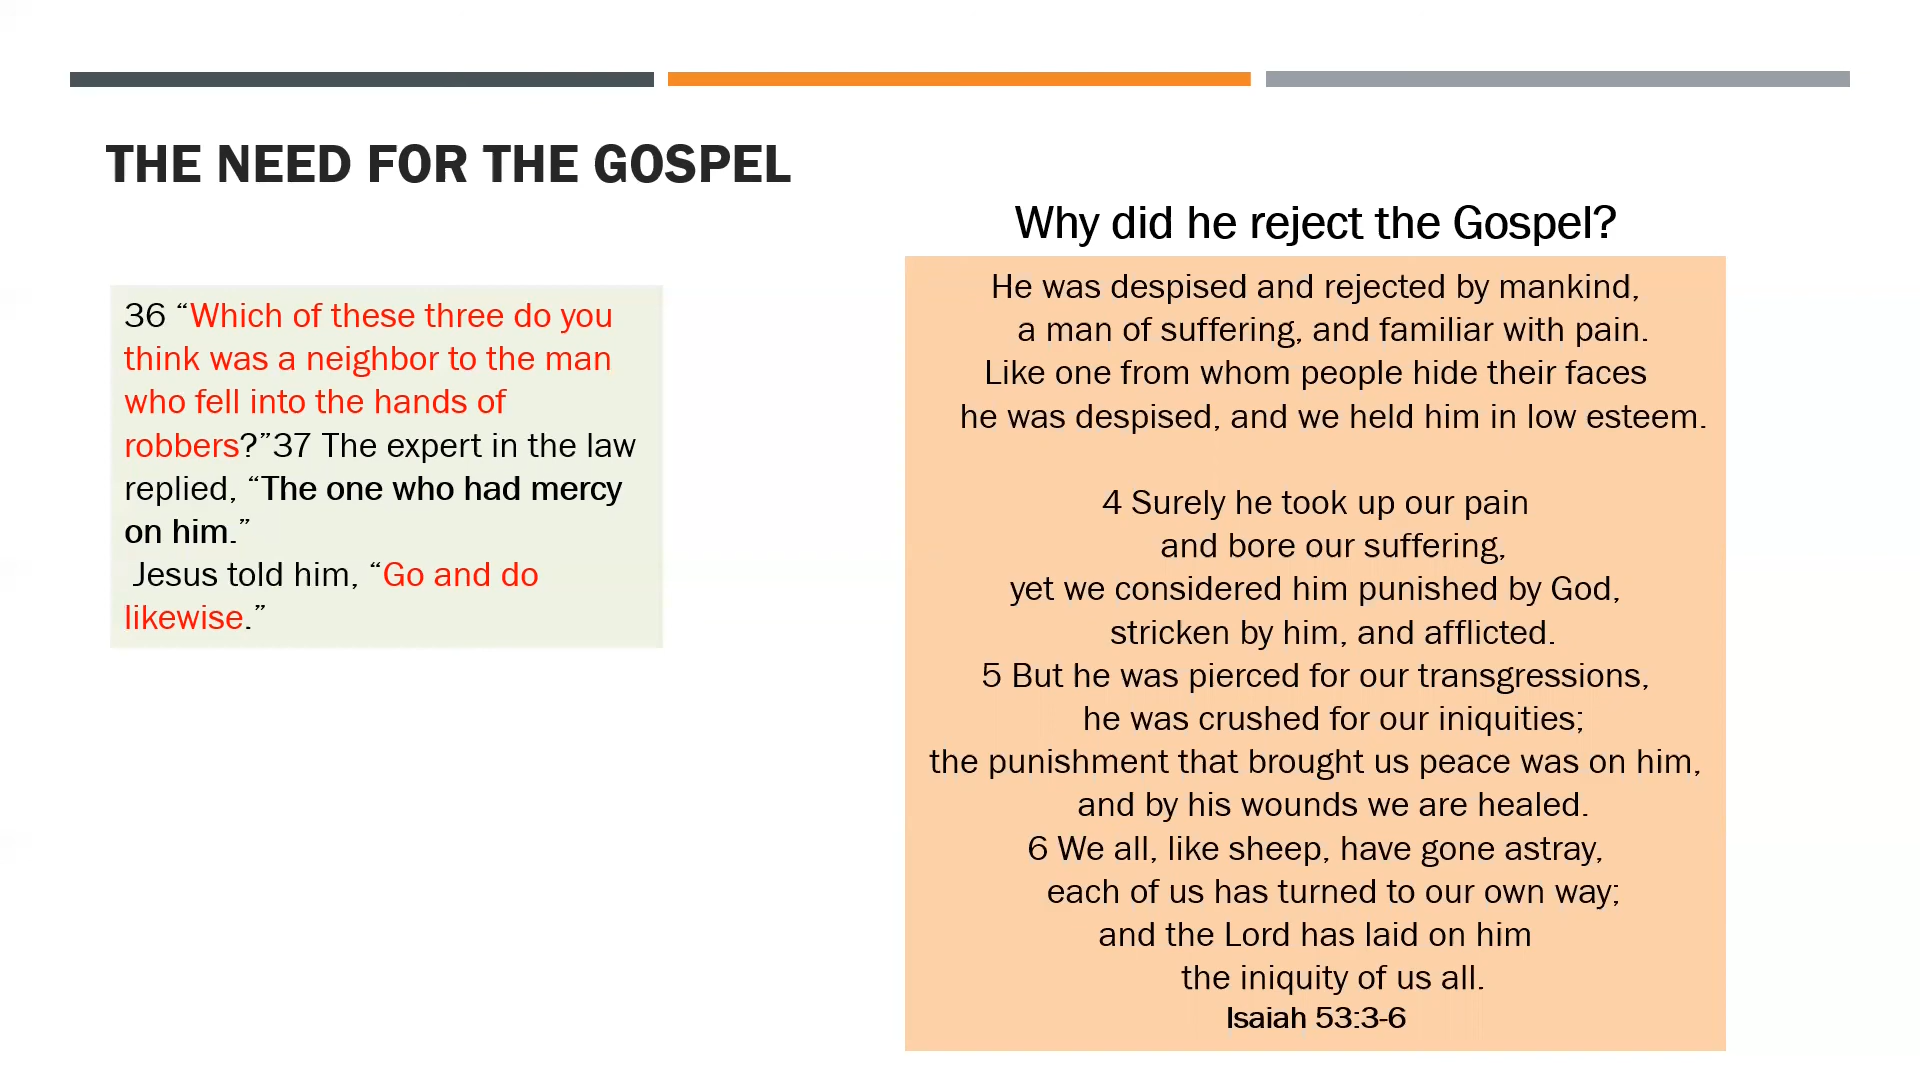 THE NEED FOR THE GOSPEL
36 “Which of these three do you
think was a neighbor to the man
who fell into the hands of
robbers?”37 The expert in the law
replied, “The one who had mercy
on him.”
Jesus told him, “Go and do
likewise.”
Why did he reject the Gospel?
He was despised and rejected by mankind,
a man of suffering, and familiar with pain.
Like one from whom people hide their faces
he was despised, and we held him in low esteem.
4 Surely he took up our pain
and bore our suffering,
yet we considered him punished by God,
stricken by him, and afflicted.
5 But he was pierced for our transgressions,
he was crushed for our iniquities;
the punishment that brought us peace was on him,
and by his wounds we are healed.
6 We all, like sheep, have gone astray,
each of us has turned to our own way;
and the Lord has laid on him
the iniquity of us all.
Isaiah 53:3-6